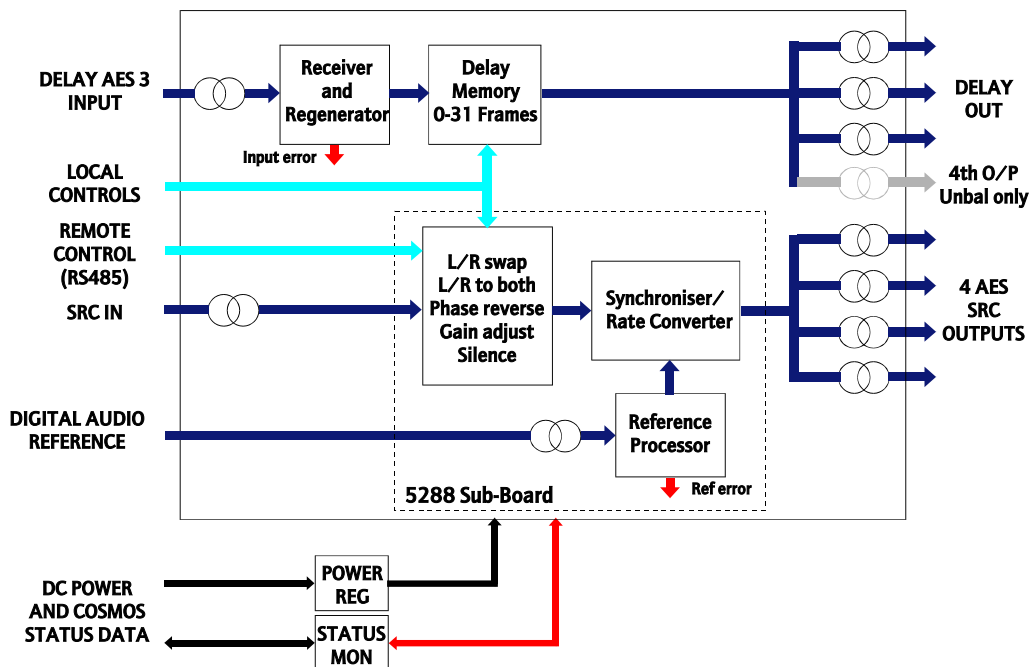 DELAY AES 3
INPUT
Receiver
and
Regenerator
Delay
Memory
0-31 Frames
DELAY
OUT
Input error
LOCAL
CONTROLS
4th O/P
Unbal only
REMOTE
CONTROL
(RS485)
SRC IN
L/R swap
L/R to both
Phase reverse
Gain adjust
Silence
Synchroniser/
Rate Converter
4 AES
SRC
OUTPUTS
DIGITAL AUDIO
REFERENCE
Reference
Processor
Ref error
5288 Sub-Board
DC POWER
AND COSMOS
STATUS DATA
POWER
REG
STATUS
MON